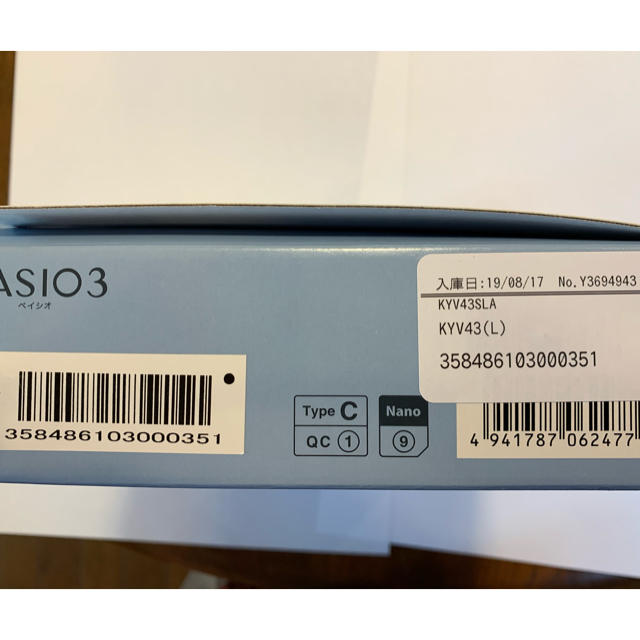 ASIO3
ベイシオ
358486103000351
Type C
QC 1
Nano
9
入庫日:19/08/17 No.Y3694943
KYV43SLA
KYV43(L)
358486103000351
4 941787 062477